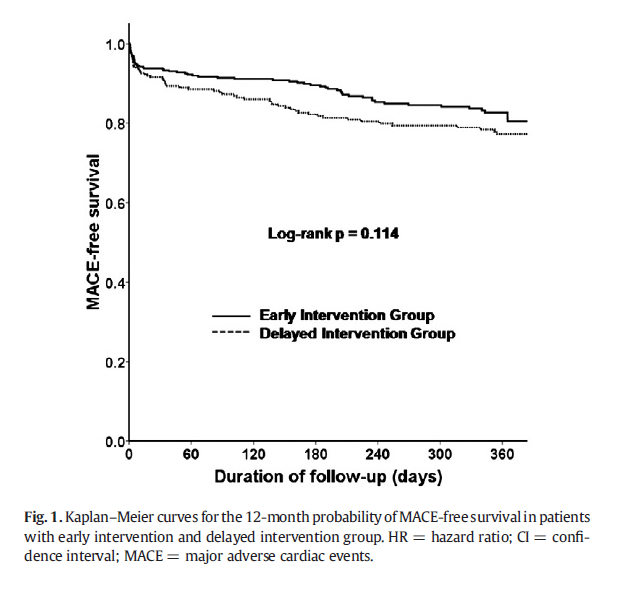 1.0
0.8
0.6
0.4
0.2
0.0
MACE-free survival
Log-rank p = 0.114
Early Intervention Group
Delayed Intervention Group
0 60 120 180 240 300 360
Duration of follow-up (days)
Fig. 1. Kaplan–Meier curves for the 12-month probability of MACE-free survival in patients
with early intervention and delayed intervention group. HR = hazard ratio; CI = confi-
dence interval; MACE = major adverse cardiac events.